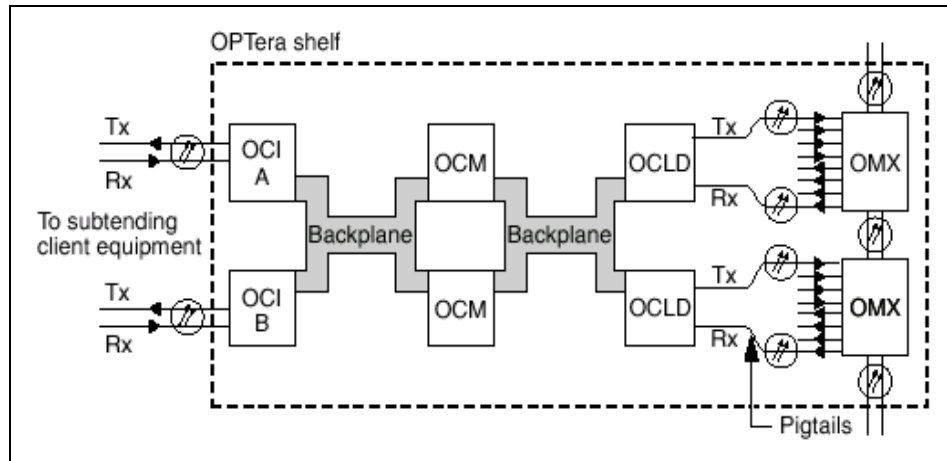 OPTera shelf
Tx
Rx
OCI
A
OCM
OCLD
Tx
Rx
OMX
To subtending
client equipment
Backplane
Backplane
Tx
Rx
OCI
B
OCM
OCLD
Tx
Rx
OMX
Pigtails